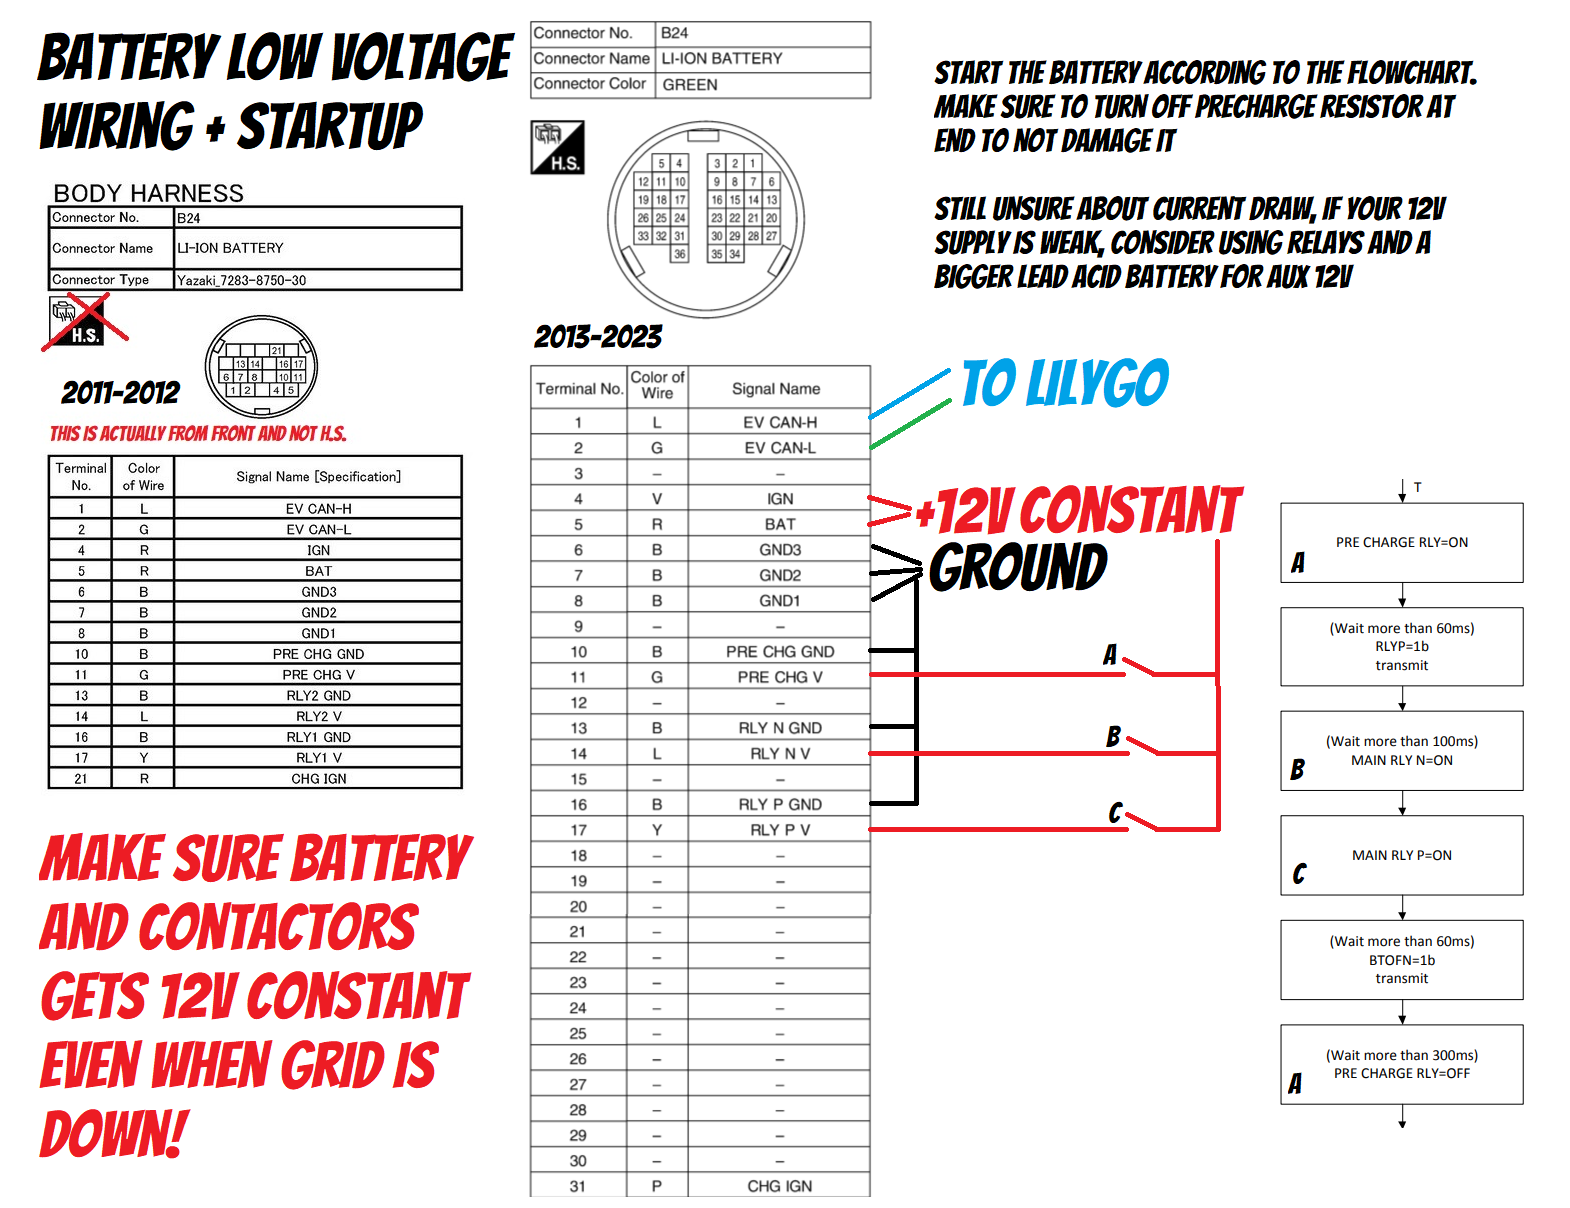 BATTERY LOW VOLTAGE
WIRING + STARTUP
BODY HARNESS
Connector No. B24
Connector Name LI-ION BATTERY
Connector Type Yazaki_7283-8750-30
H.S.
21
13 14 16 17
6 7 8 10 11
1 2 4 5
2011-2012
THIS IS ACTUALLY FROM FRONT AND NOT H.S.
Terminal No. Color of Wire Signal Name [Specification]
1 L EV CAN-H
2 G EV CAN-L
4 R IGN
5 R BAT
6 B GND3
7 B GND2
8 B GND1
10 B PRE CHG GND
11 G PRE CHG V
13 B RLY2 GND
14 L RLY2 V
16 B RLY1 GND
17 Y RLY1 V
21 R CHG IGN
MAKE SURE BATTERY
AND CONTACTORS
GETS 12V CONSTANT
EVEN WHEN GRID IS
DOWN!
Connector No. B24
Connector Name LI-ION BATTERY
Connector Color GREEN
H.S.
5 4 3 2 1
12 11 10 9 8 7 6
19 18 17 16 15 14 13
26 25 24 23 22 21 20
33 32 31 30 29 28 27
36 35 34
2013-2023
Terminal No. Color of Wire Signal Name
1 L EV CAN-H
2 G EV CAN-L
3 – –
4 V IGN
5 R BAT
6 B GND3
7 B GND2
8 B GND1
9 – –
10 B PRE CHG GND
11 G PRE CHG V
12 – –
13 B RLY N GND
14 L RLY N V
15 – –
16 B RLY P GND
17 Y RLY P V
18 – –
19 – –
20 – –
21 – –
22 – –
23 – –
24 – –
25 – –
26 – –
27 – –
28 – –
29 – –
30 – –
31 P CHG IGN
START THE BATTERY ACCORDING TO THE FLOWCHART.
MAKE SURE TO TURN OFF PRECHARGE RESISTOR AT
END TO NOT DAMAGE IT
STILL UNSURE ABOUT CURRENT DRAW, IF YOUR 12V
SUPPLY IS WEAK, CONSIDER USING RELAYS AND A
BIGGER LEAD ACID BATTERY FOR AUX 12V
TO LILYGO
+12V CONSTANT
GROUND
A
B
C
T
PRE CHARGE RLY=ON
A
(Wait more than 60ms)
RLYP=1b
transmit
(Wait more than 100ms)
MAIN RLY N=ON
B
MAIN RLY P=ON
C
(Wait more than 60ms)
BTOFN=1b
transmit
(Wait more than 300ms)
PRE CHARGE RLY=OFF
A